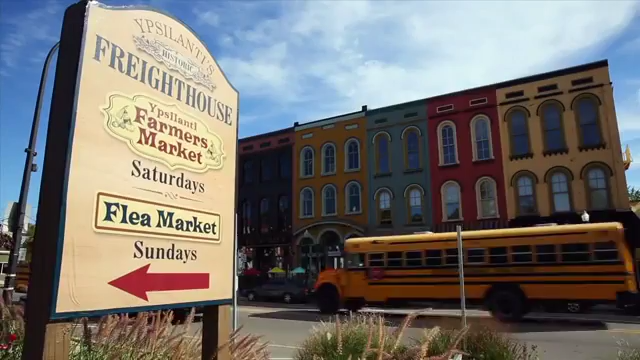 YPSILANTI'S
HISTORIC
FREIGHTHOUSE
Ypsilanti
Farmers
Market
Saturdays
Flea Market
Sundays